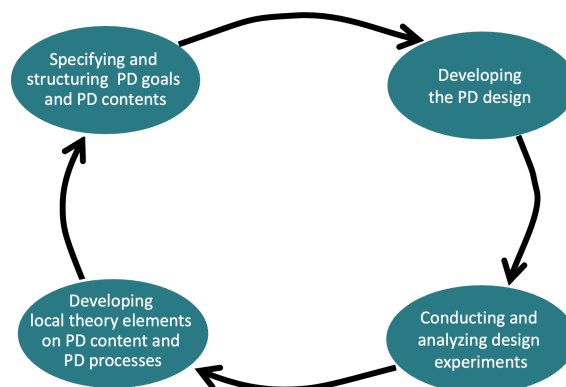 Specifying and
structuring PD goals
and PD contents
Developing
the PD design
Developing
local theory elements
on PD content and
PD processes
Conducting and
analyzing design
experiments